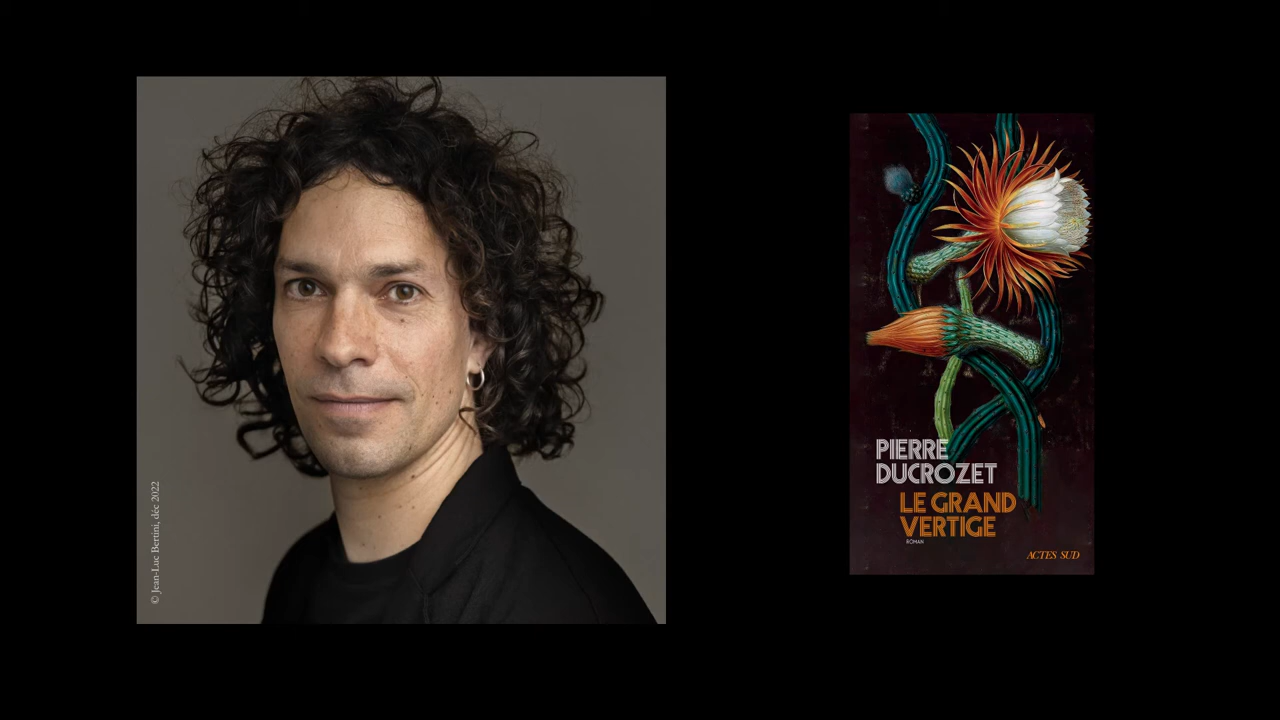 © Jean-Luc Bertini, déc 2022
PIERRE
DUCROZET
LE GRAND
VERTIGE
ROMAN
ACTES SUD